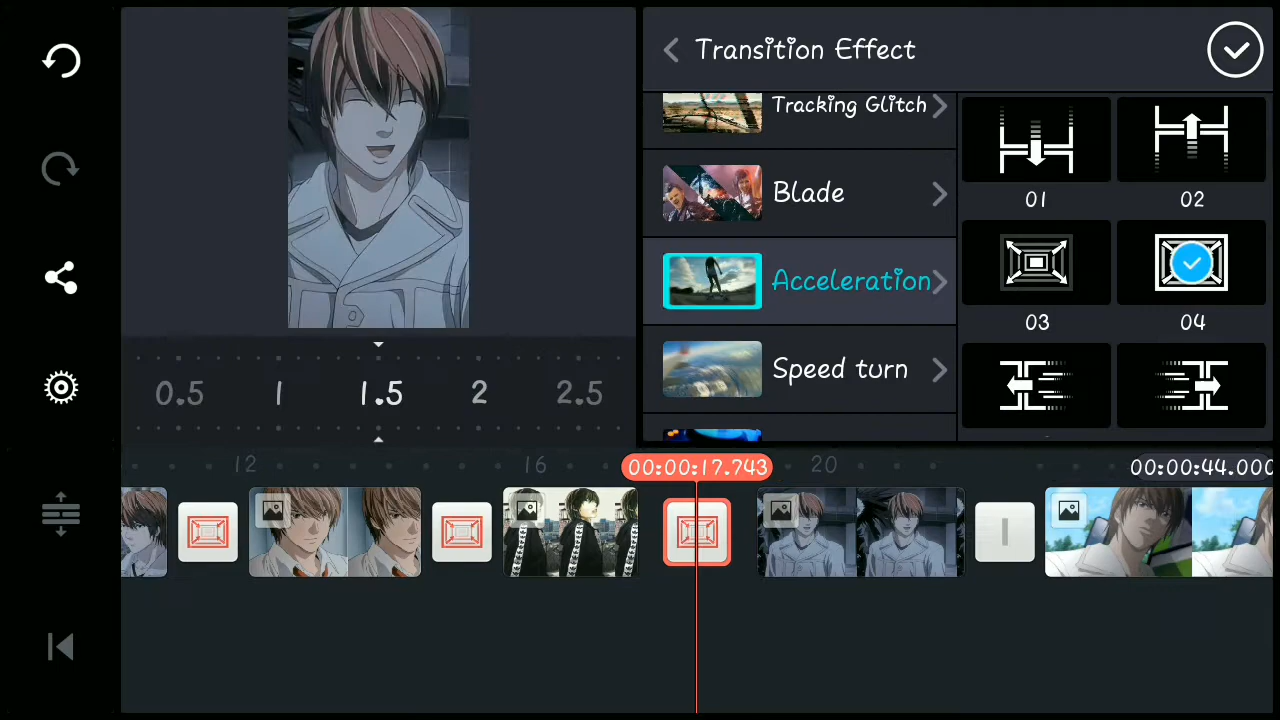 Transition Effect
Tracking Glitch
Blade
Acceleration
Speed turn
01
02
03
04
0.5
1
1.5
2
2.5
12
16
00:00:17.743
20
00:00:44.000